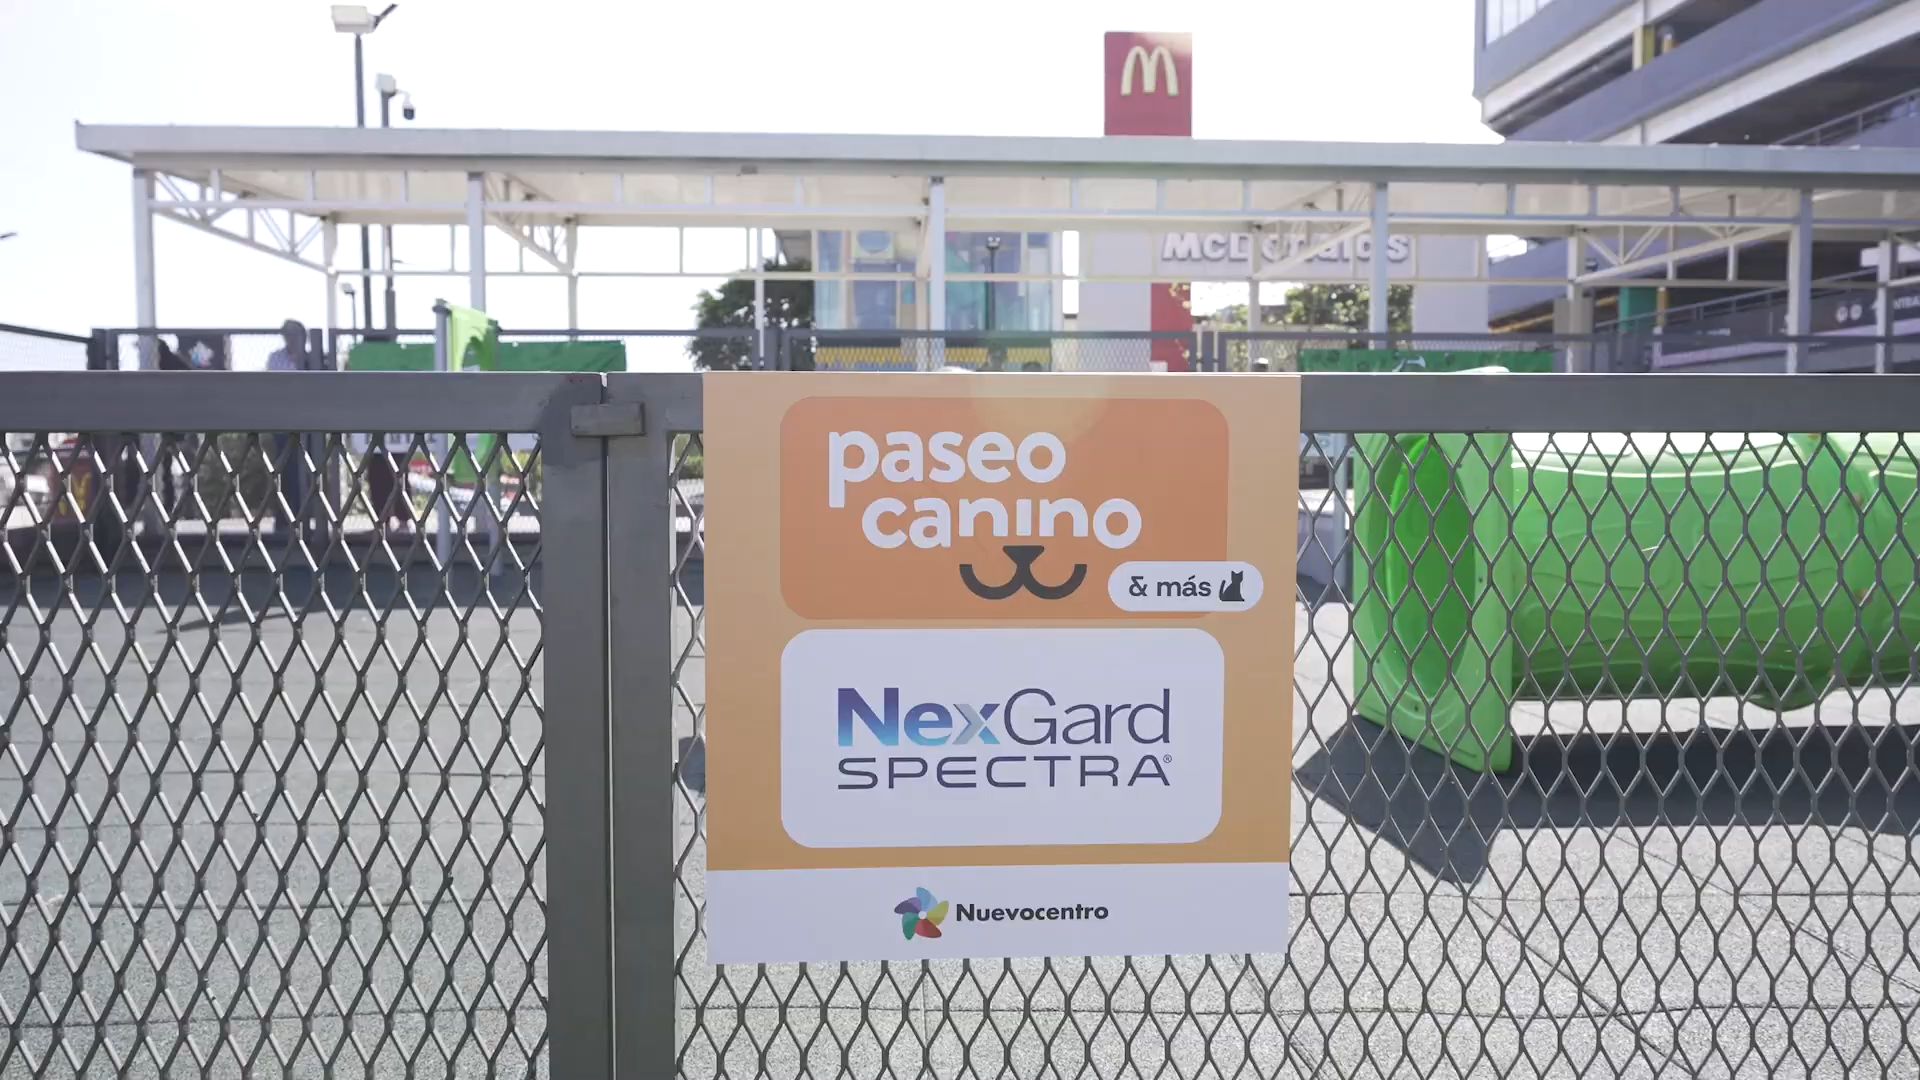 McDonald's
paseo
canino
& más
NexGard
SPECTRA®
Nuevocentro